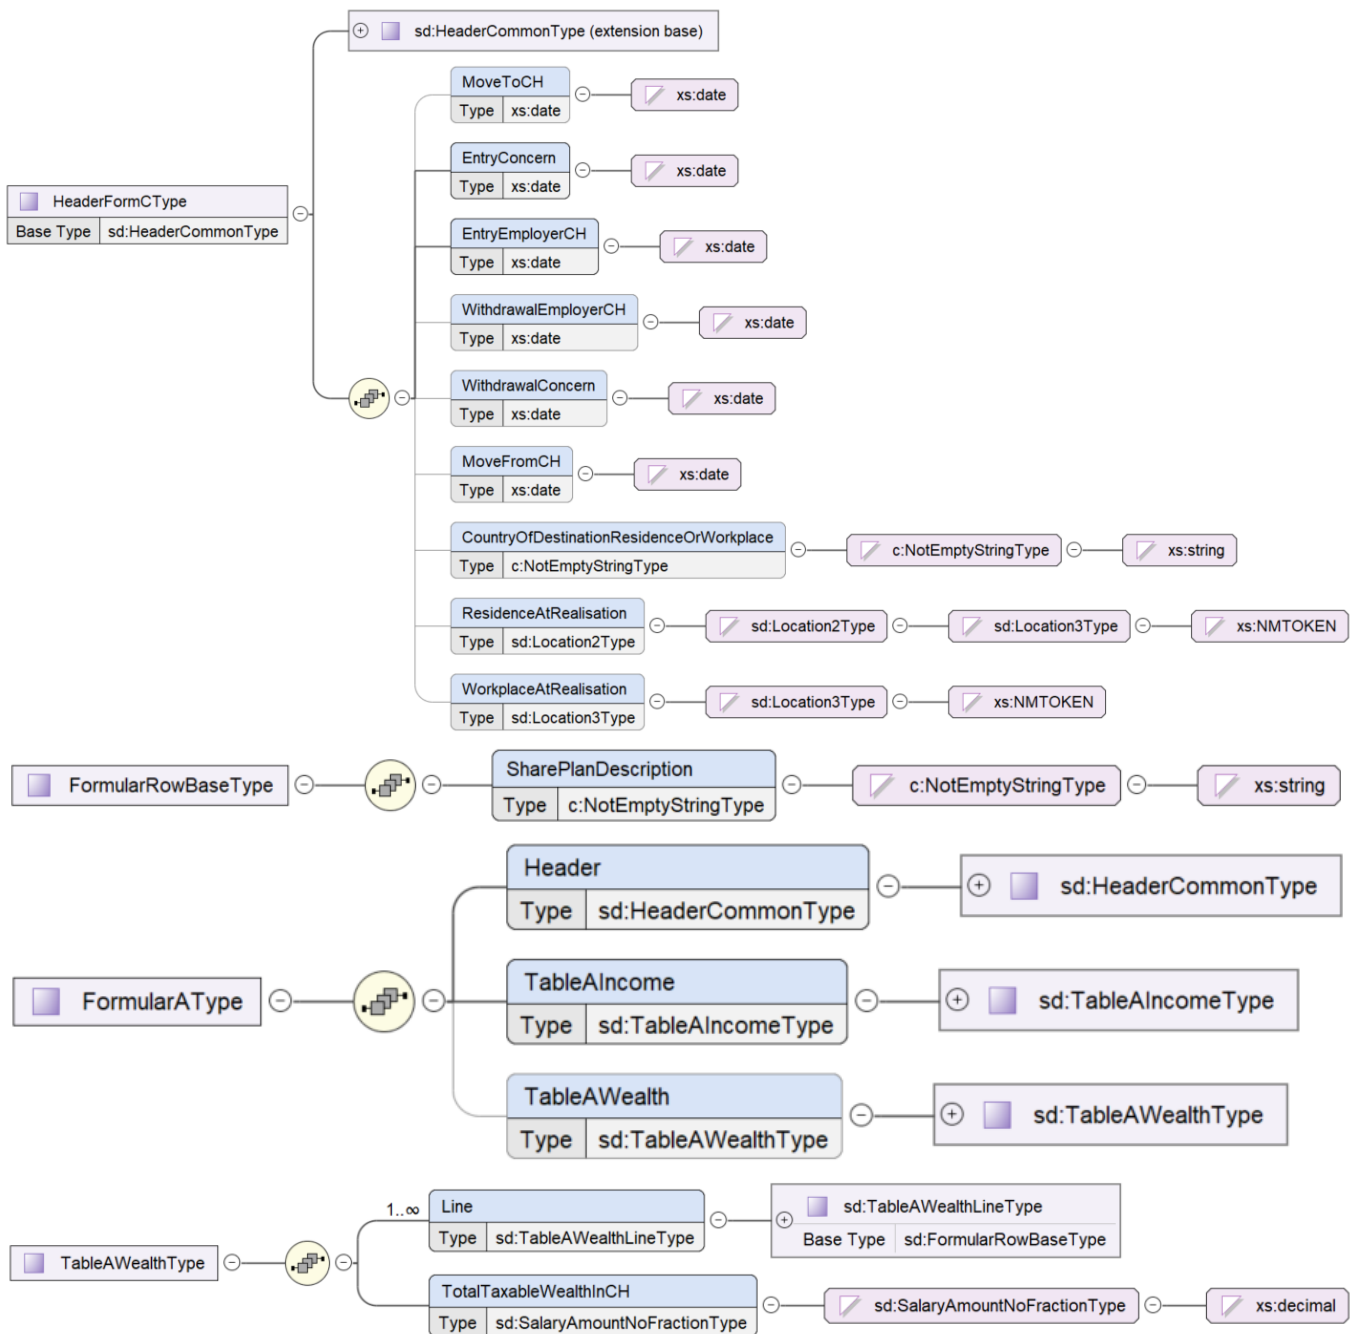 sd:HeaderCommonType (extension base)
MoveToCH
Type xs:date
xs:date
EntryConcern
Type xs:date
xs:date
HeaderFormCType
Base Type sd:HeaderCommonType
EntryEmployerCH
Type xs:date
xs:date
WithdrawalEmployerCH
Type xs:date
xs:date
WithdrawalConcern
Type xs:date
xs:date
MoveFromCH
Type xs:date
xs:date
CountryOfDestinationResidenceOrWorkplace
Type c:NotEmptyStringType
c:NotEmptyStringType
xs:string
ResidenceAtRealisation
Type sd:Location2Type
sd:Location2Type
sd:Location3Type
xs:NMTOKEN
WorkplaceAtRealisation
Type sd:Location3Type
sd:Location3Type
xs:NMTOKEN
FormularRowBaseType
SharePlanDescription
Type c:NotEmptyStringType
c:NotEmptyStringType
xs:string
Header
Type sd:HeaderCommonType
sd:HeaderCommonType
FormularAType
TableAIncome
Type sd:TableAIncomeType
sd:TableAIncomeType
TableAWealth
Type sd:TableAWealthType
sd:TableAWealthType
TableAWealthType
1..∞
Line
Type sd:TableAWealthLineType
sd:TableAWealthLineType
Base Type sd:FormularRowBaseType
TotalTaxableWealthInCH
Type sd:SalaryAmountNoFractionType
sd:SalaryAmountNoFractionType
xs:decimal